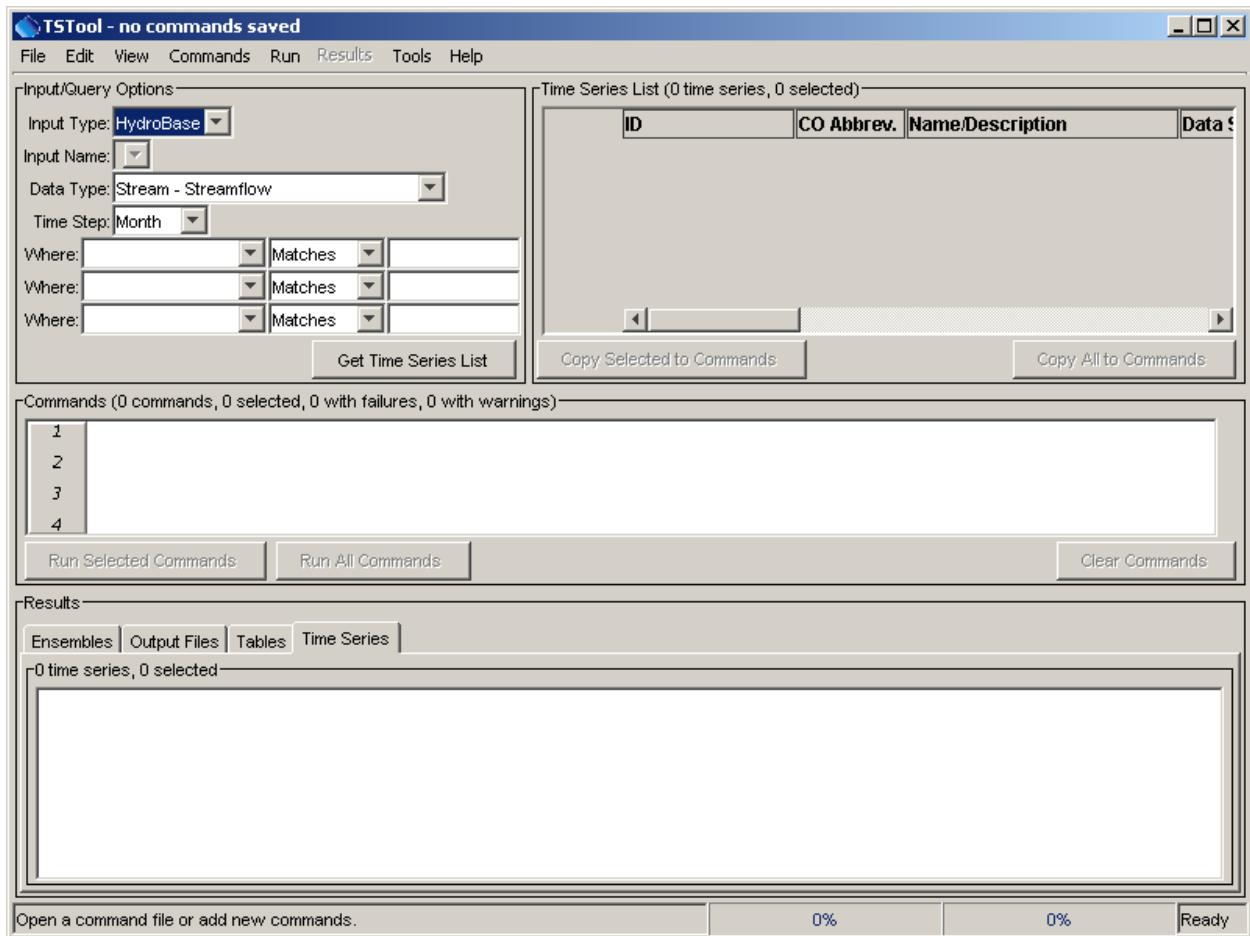 TSTool - no commands saved
File Edit View Commands Run Results Tools Help
Input/Query Options
Input Type: HydroBase
Input Name:
Data Type: Stream - Streamflow
Time Step: Month
Where: Matches
Where: Matches
Where: Matches
Get Time Series List
Time Series List (0 time series, 0 selected)
ID CO Abbrev. Name/Description Data S
Copy Selected to Commands Copy All to Commands
Commands (0 commands, 0 selected, 0 with failures, 0 with warnings)
1
2
3
4
Run Selected Commands Run All Commands Clear Commands
Results
Ensembles Output Files Tables Time Series
0 time series, 0 selected
Open a command file or add new commands. 0% 0% Ready